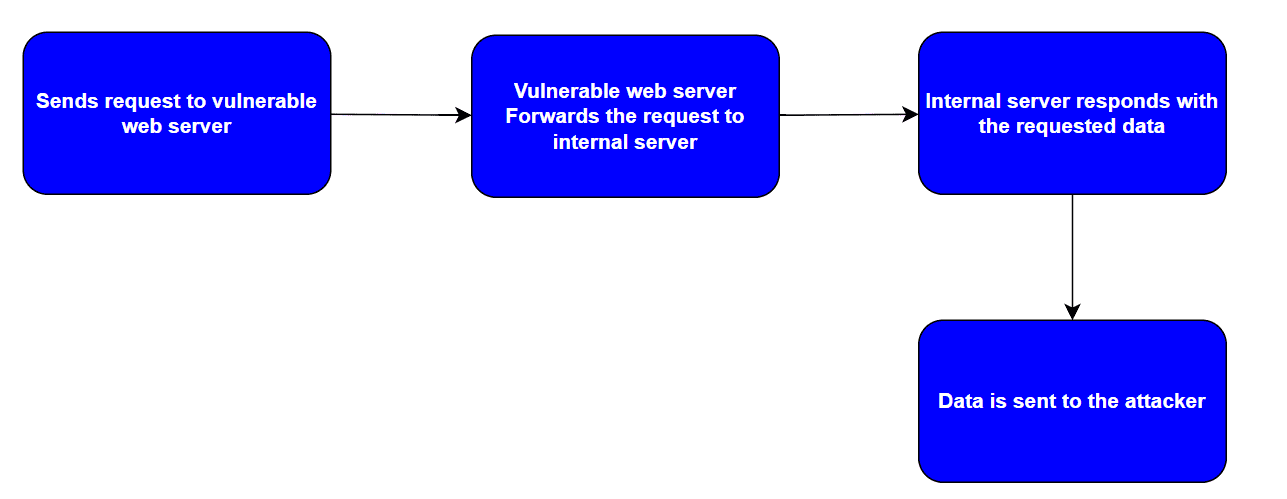 Sends request to vulnerable
web server
Vulnerable web server
Forwards the request to
internal server
Internal server responds with
the requested data
Data is sent to the attacker